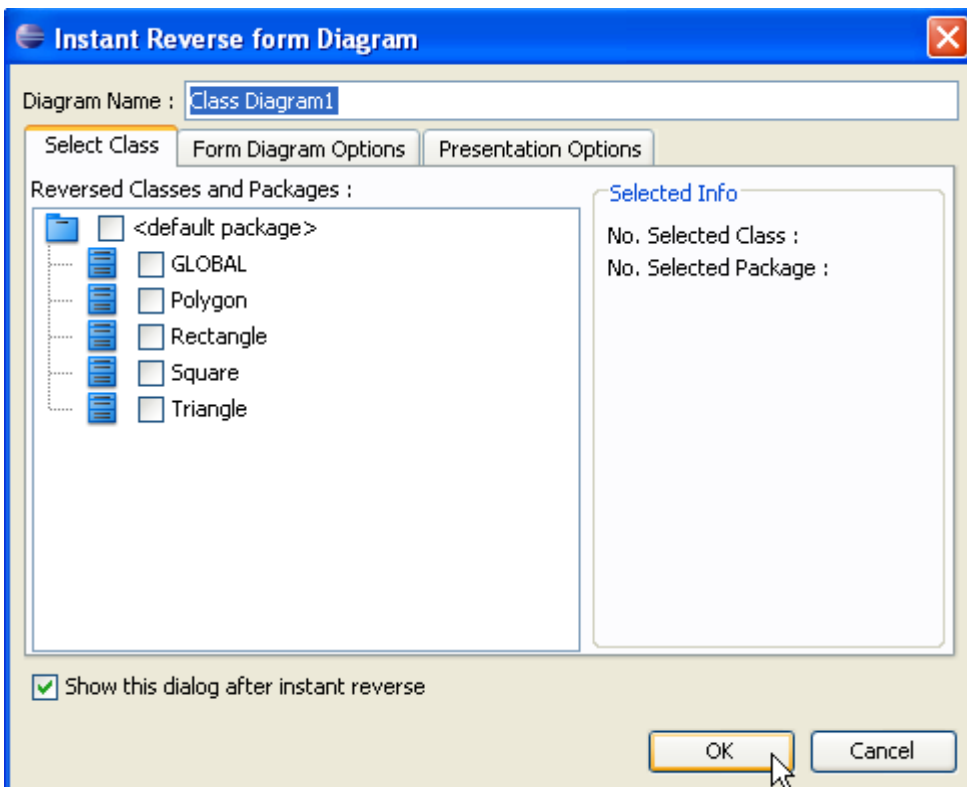 Instant Reverse form Diagram
Diagram Name : Class Diagram1
Select Class Form Diagram Options Presentation Options
Reversed Classes and Packages :
<default package>
GLOBAL
Polygon
Rectangle
Square
Triangle
Selected Info
No. Selected Class :
No. Selected Package :
Show this dialog after instant reverse
OK Cancel